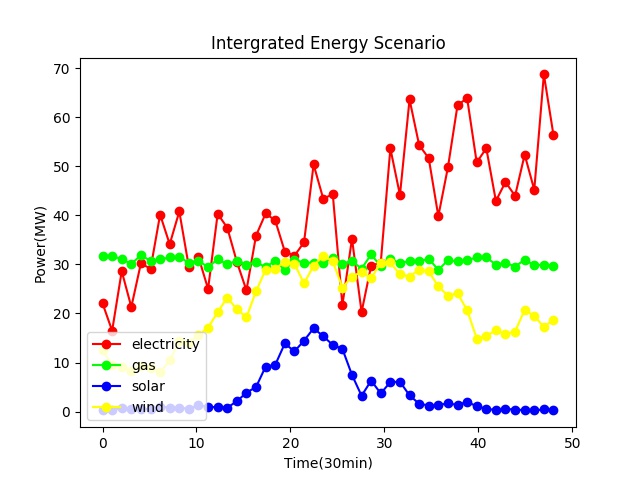 Intergrated Energy Scenario
Power(MW)
70
60
50
40
30
20
10
0
electricity
gas
solar
wind
0 10 20 30 40 50
Time(30min)